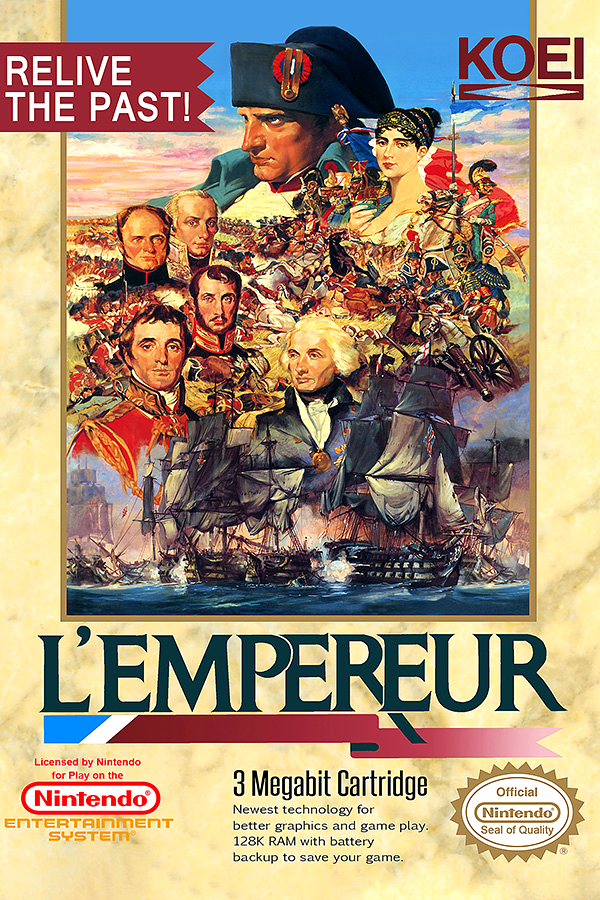 RELIVE
THE PAST!
KOEI
L'EMPEREUR
Licensed by Nintendo
for Play on the
Nintendo®
ENTERTAINMENT
SYSTEM®
3 Megabit Cartridge
Newest technology for
better graphics and game play.
128K RAM with battery
backup to save your game.
Official
Nintendo®
Seal of Quality
®